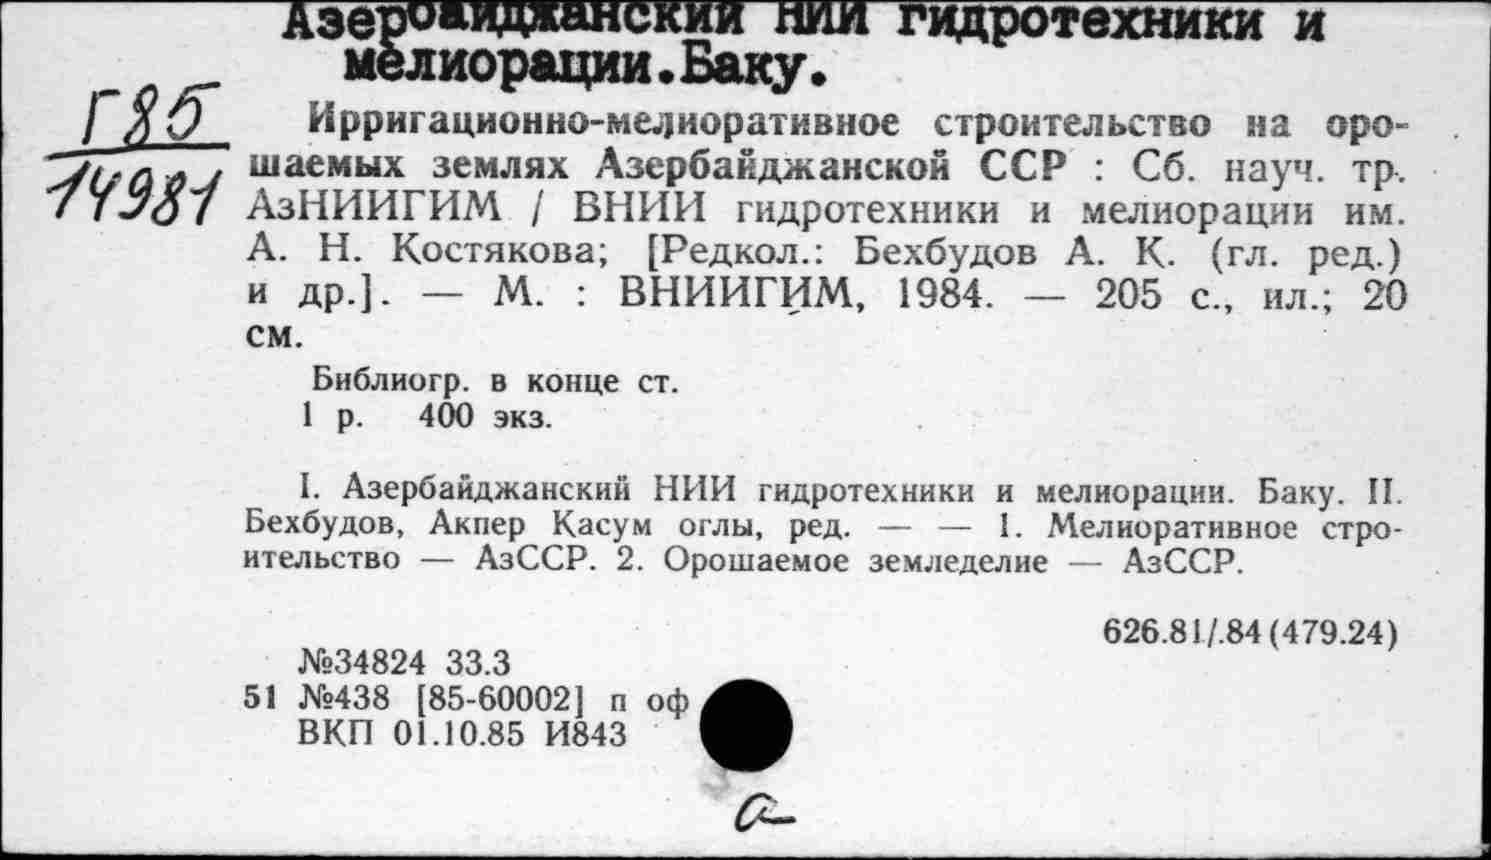 Азербайджанский НИИ гидротехники и
мелиорации.Баку.
Г85
14981
Ирригационно-мелиоративное строительство на оро-
шаемых землях Азербайджанской ССР : Сб. науч. тр.
АзНИИГИМ / ВНИИ гидротехники и мелиорации им.
А. Н. Костякова; [Редкол.: Бехбудов А. К. (гл. ред.)
и др.]. — М. : ВНИИГИМ, 1984. — 205 с., ил.; 20
см.
Библиогр. в конце ст.
1 р. 400 экз.
I. Азербайджанский НИИ гидротехники и мелиорации. Баку. II.
Бехбудов, Акпер Касум оглы, ред. — — 1. Мелиоративное стро-
ительство — АзССР. 2. Орошаемое земледелие — АзССР.
626.81/.84(479.24)
№34824 33.3
51 №438 [85-60002] п оф
ВКП 01.10.85 И843